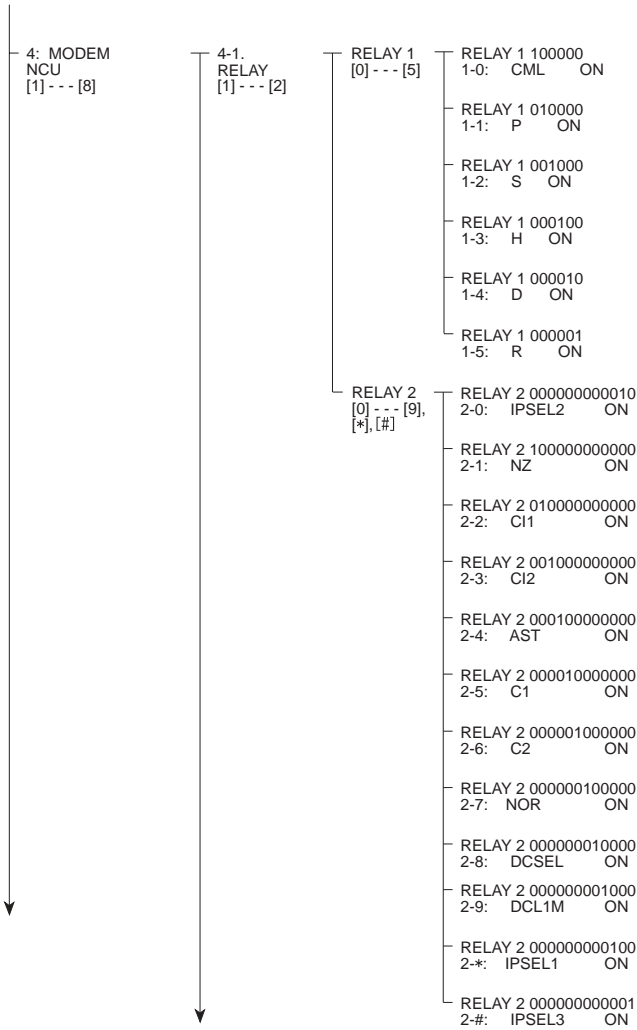 4: MODEM
NCU
[1] - - - [8]
4-1.
RELAY
[1] - - - [2]
RELAY 1
[0] - - - [5]
RELAY 1 100000
1-0: CML ON
RELAY 1 010000
1-1: P ON
RELAY 1 001000
1-2: S ON
RELAY 1 000100
1-3: H ON
RELAY 1 000010
1-4: D ON
RELAY 1 000001
1-5: R ON
RELAY 2
[0] - - - [9],
[*], [#]
RELAY 2 000000000010
2-0: IPSEL2 ON
RELAY 2 100000000000
2-1: NZ ON
RELAY 2 010000000000
2-2: CI1 ON
RELAY 2 001000000000
2-3: CI2 ON
RELAY 2 000100000000
2-4: AST ON
RELAY 2 000010000000
2-5: C1 ON
RELAY 2 000001000000
2-6: C2 ON
RELAY 2 000000100000
2-7: NOR ON
RELAY 2 000000010000
2-8: DCSEL ON
RELAY 2 000000001000
2-9: DCL1M ON
RELAY 2 000000000100
2-*: IPSEL1 ON
RELAY 2 000000000001
2-#: IPSEL3 ON